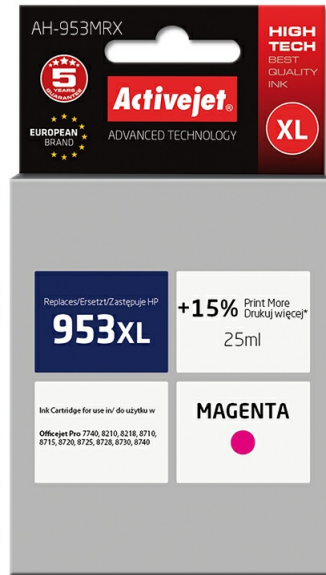 AH-953MRX
HIGH
TECH
BEST
QUALITY
INK
5
YEARS
GUARANTEE
Activejet®
EUROPEAN
BRAND
ADVANCED TECHNOLOGY
XL
Replaces/Ersetzt/Zastępuje HP
953XL
+15% Print More
Drukuj więcej*
25ml
Ink Cartridge for use in/ do użytku w
Officejet Pro 7740, 8210, 8218, 8710,
8715, 8720, 8725, 8728, 8730, 8740
MAGENTA